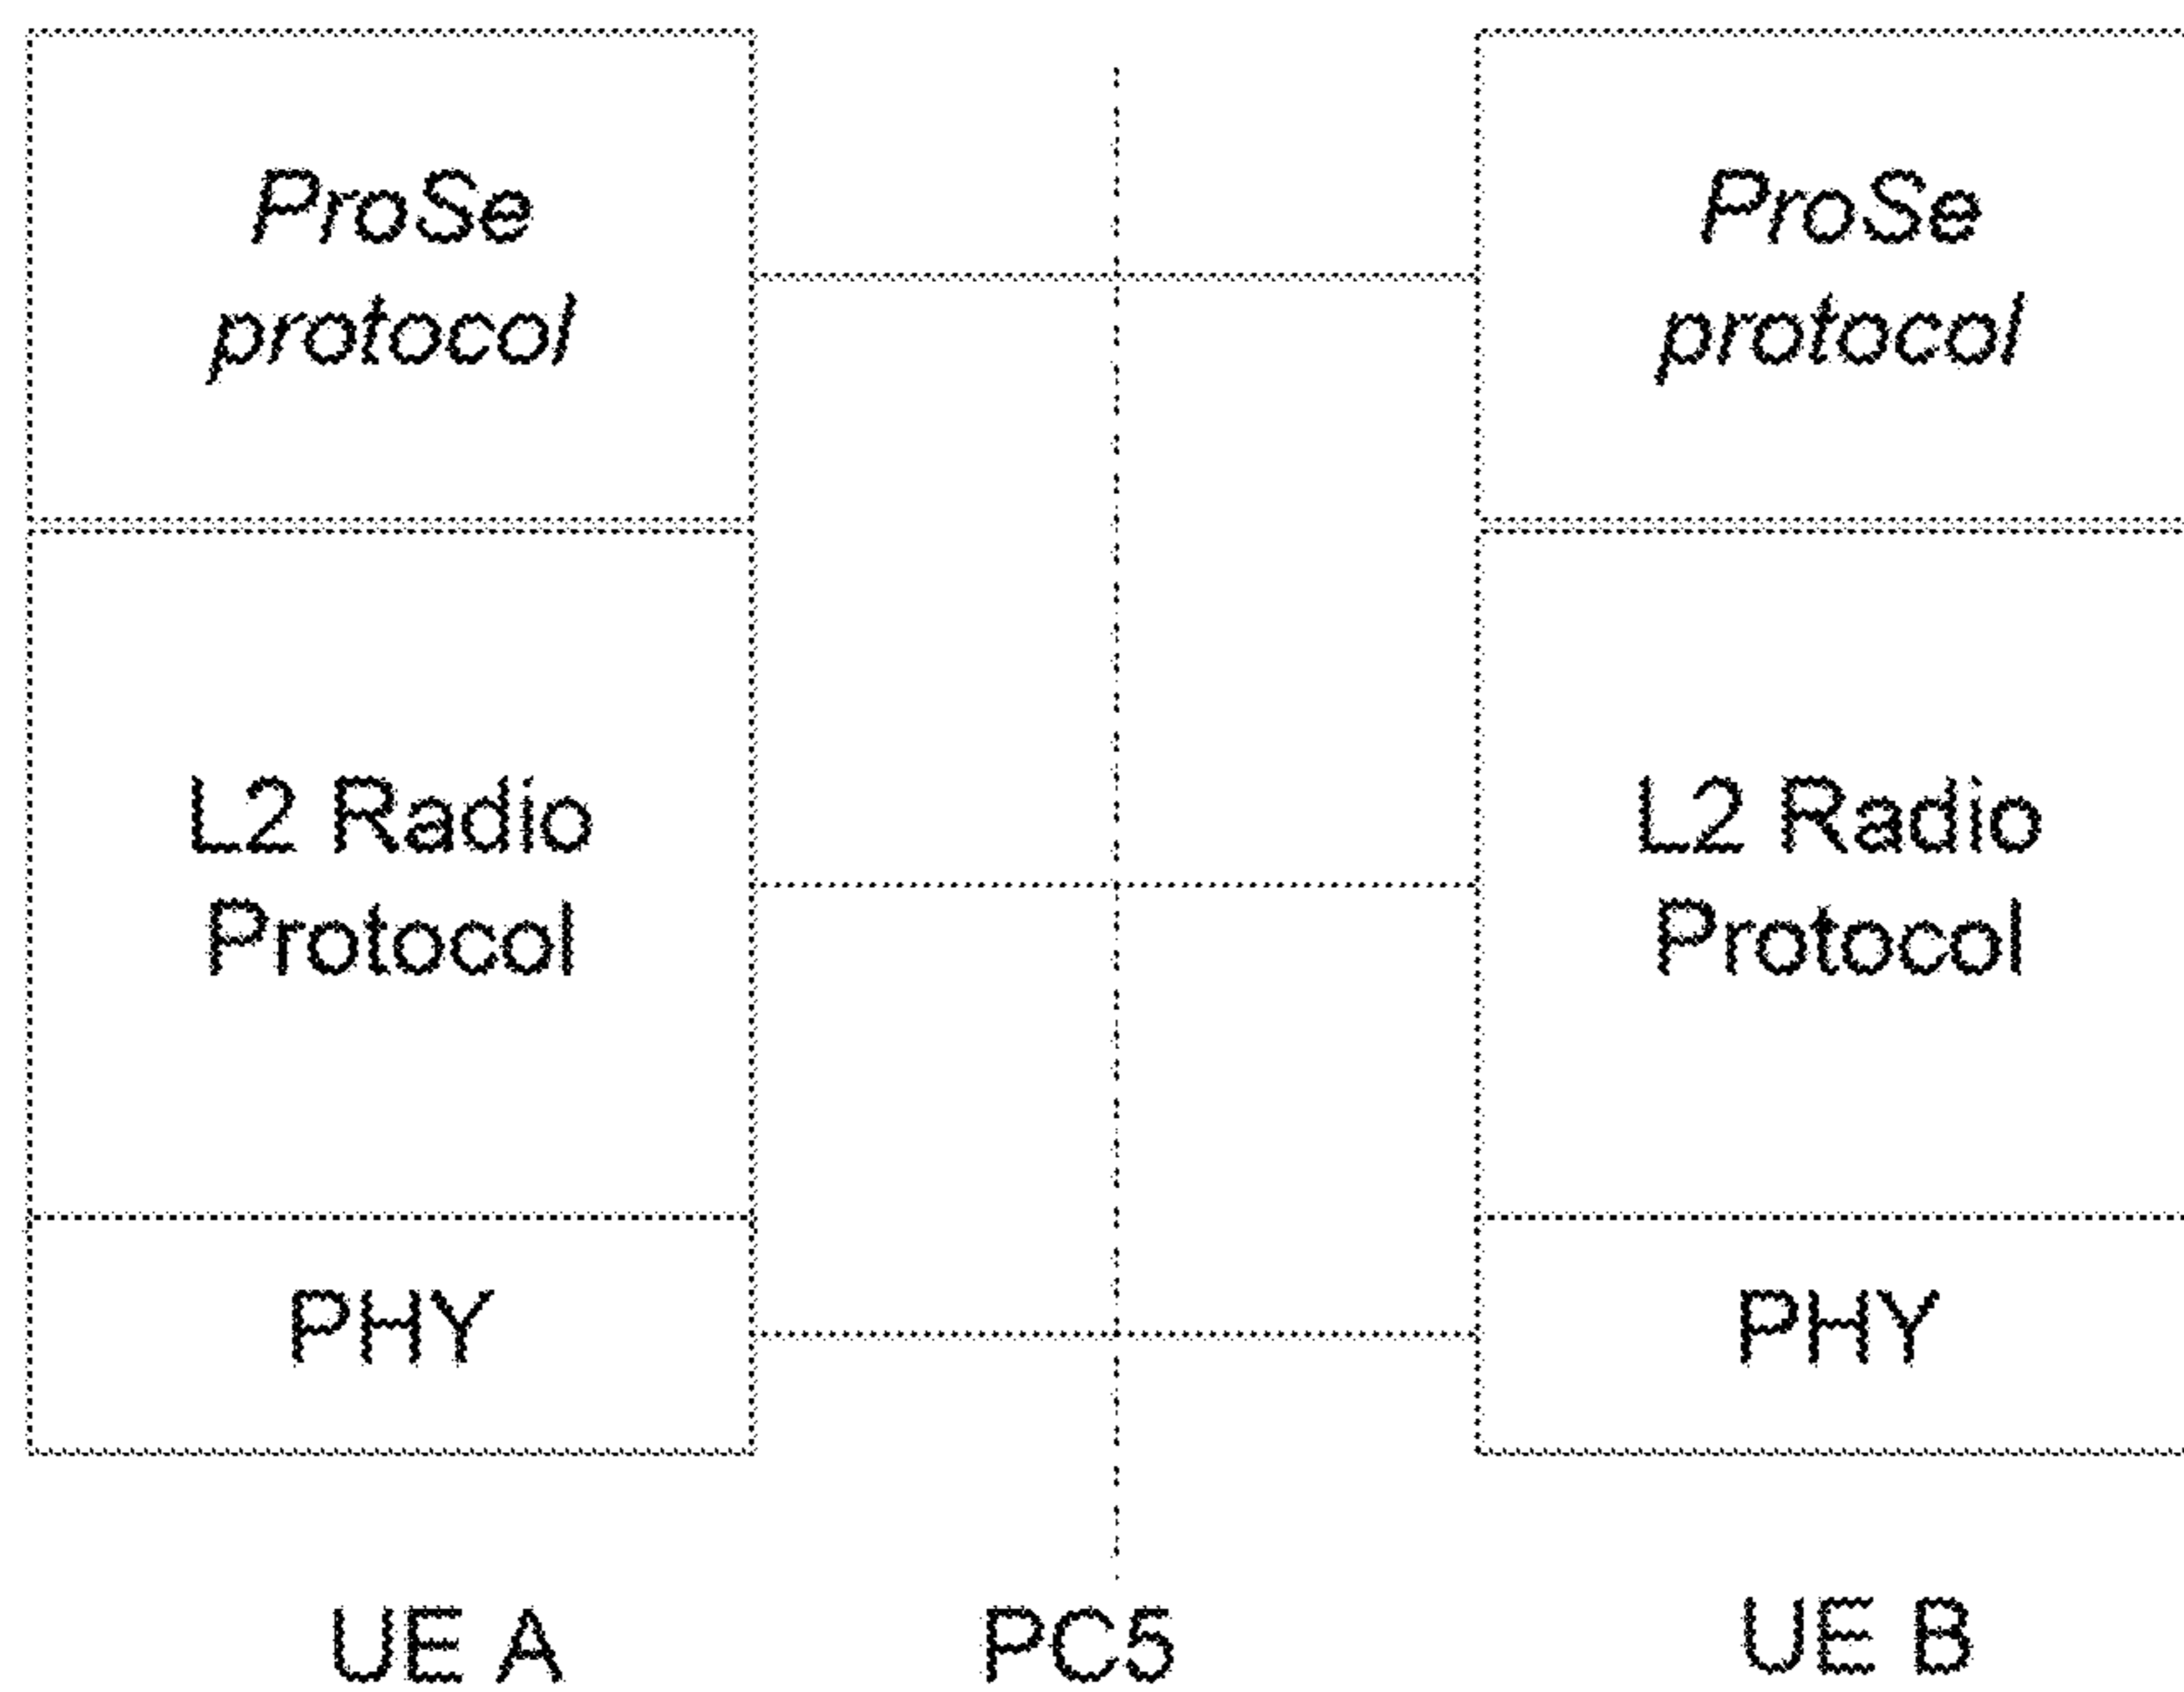 ProSe
protocol
ProSe
protocol
L2 Radio
Protocol
L2 Radio
Protocol
PHY
PHY
UE A
PC5
UE B